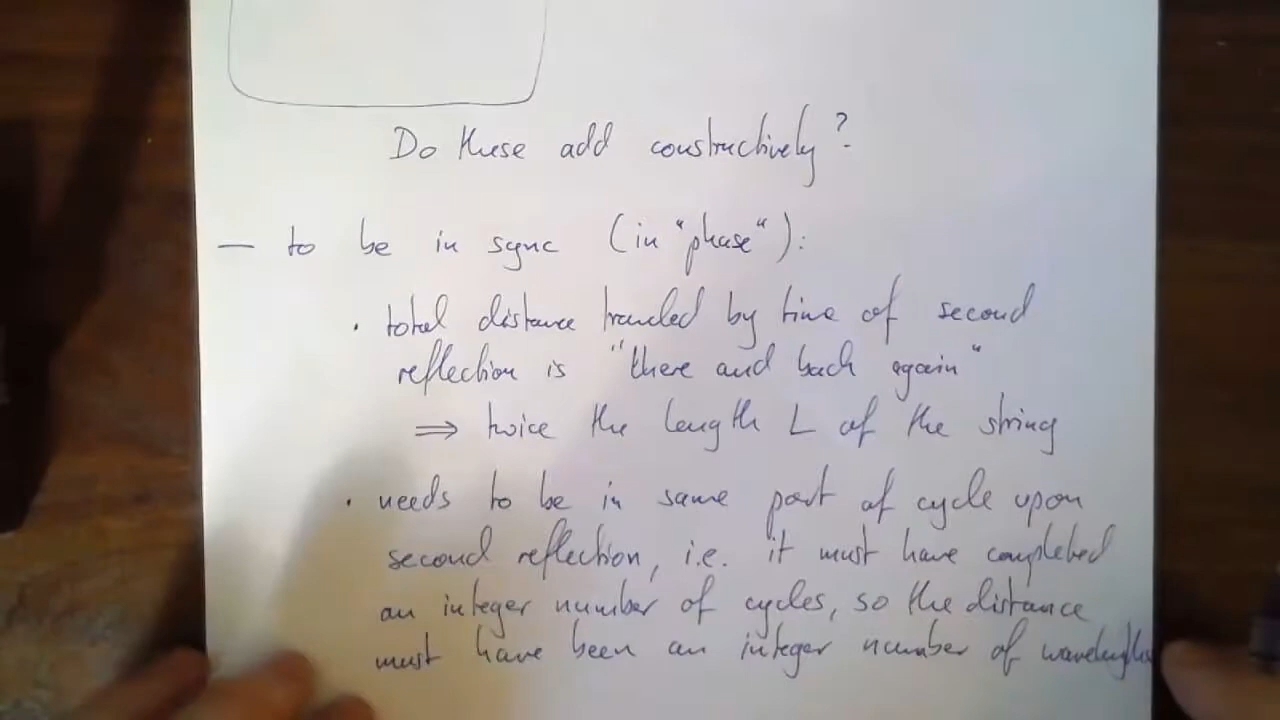 Do these add constructively?
— to be in sync (in "phase"):
· total distance traveled by time of second
reflection is "there and back again"
⇒ twice the length L of the string
· needs to be in same part of cycle upon
second reflection, i.e. it must have completed
an integer number of cycles, so the distance
must have been an integer number of wavelengths